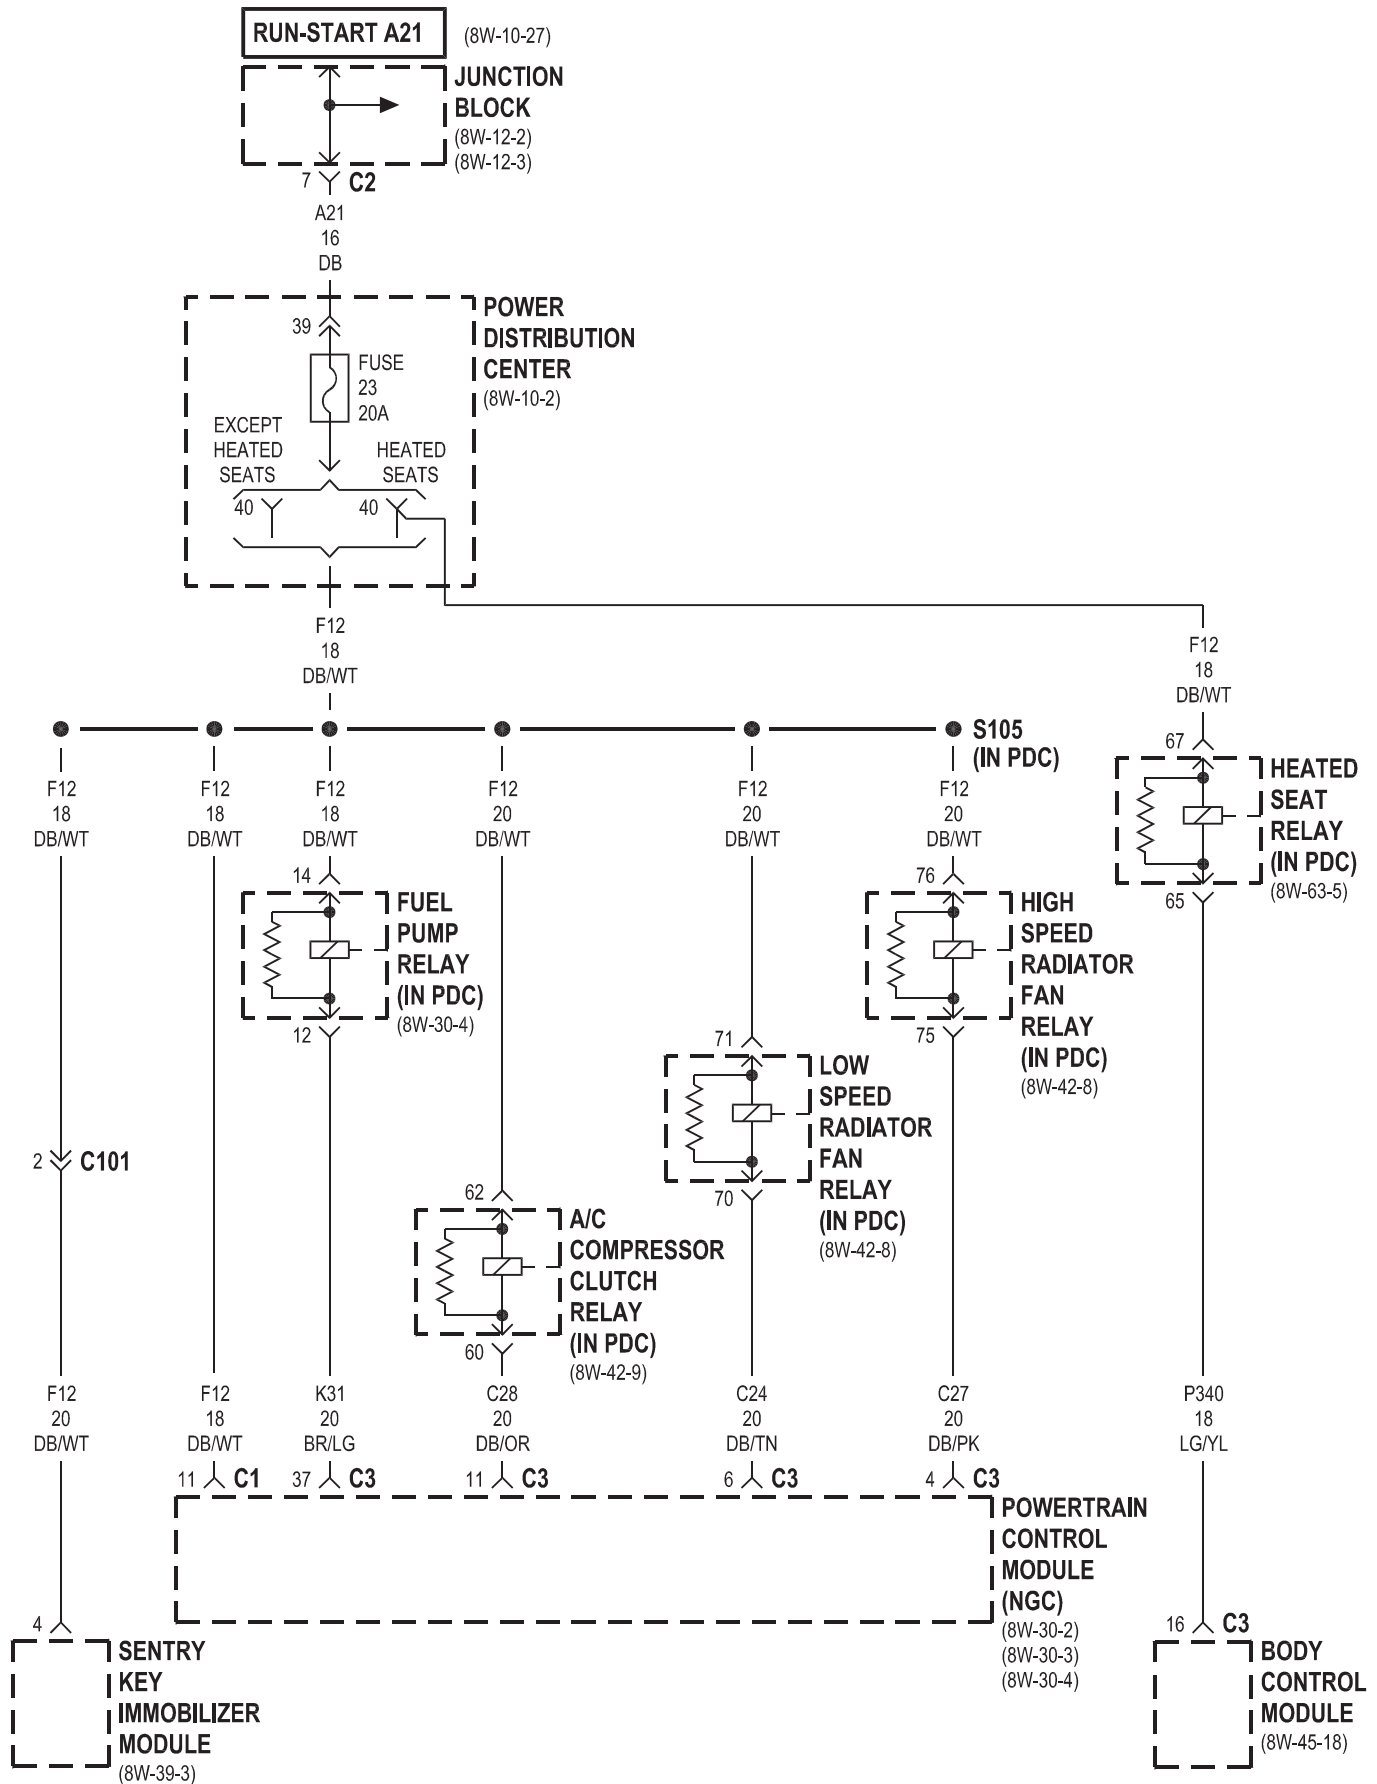 RUN-START A21 (8W-10-27)
JUNCTION
BLOCK
(8W-12-2)
(8W-12-3)
7 C2
A21
16
DB
POWER
DISTRIBUTION
CENTER
(8W-10-2)
39
FUSE
23
20A
EXCEPT
HEATED
SEATS
HEATED
SEATS
40 40
F12
18
DB/WT
F12
18
DB/WT
S105
(IN PDC)
F12 F12 F12 F12 F12 F12
18 18 18 20 20 20
DB/WT DB/WT DB/WT DB/WT DB/WT DB/WT
67
HEATED
SEAT
RELAY
(IN PDC)
(8W-63-5)
65
14
FUEL
PUMP
RELAY
(IN PDC)
(8W-30-4)
12
76
HIGH
SPEED
RADIATOR
FAN
RELAY
(IN PDC)
(8W-42-8)
75
71
LOW
SPEED
RADIATOR
FAN
RELAY
(IN PDC)
(8W-42-8)
70
2 C101
62
A/C
COMPRESSOR
CLUTCH
RELAY
(IN PDC)
(8W-42-9)
60
F12 F12 K31 C28 C24 C27 P340
20 18 20 20 20 20 18
DB/WT DB/WT BR/LG DB/OR DB/TN DB/PK LG/YL
11 C1 37 C3 11 C3 6 C3 4 C3
POWERTRAIN
CONTROL
MODULE
(NGC)
(8W-30-2)
(8W-30-3)
(8W-30-4)
4
SENTRY
KEY
IMMOBILIZER
MODULE
(8W-39-3)
16 C3
BODY
CONTROL
MODULE
(8W-45-18)